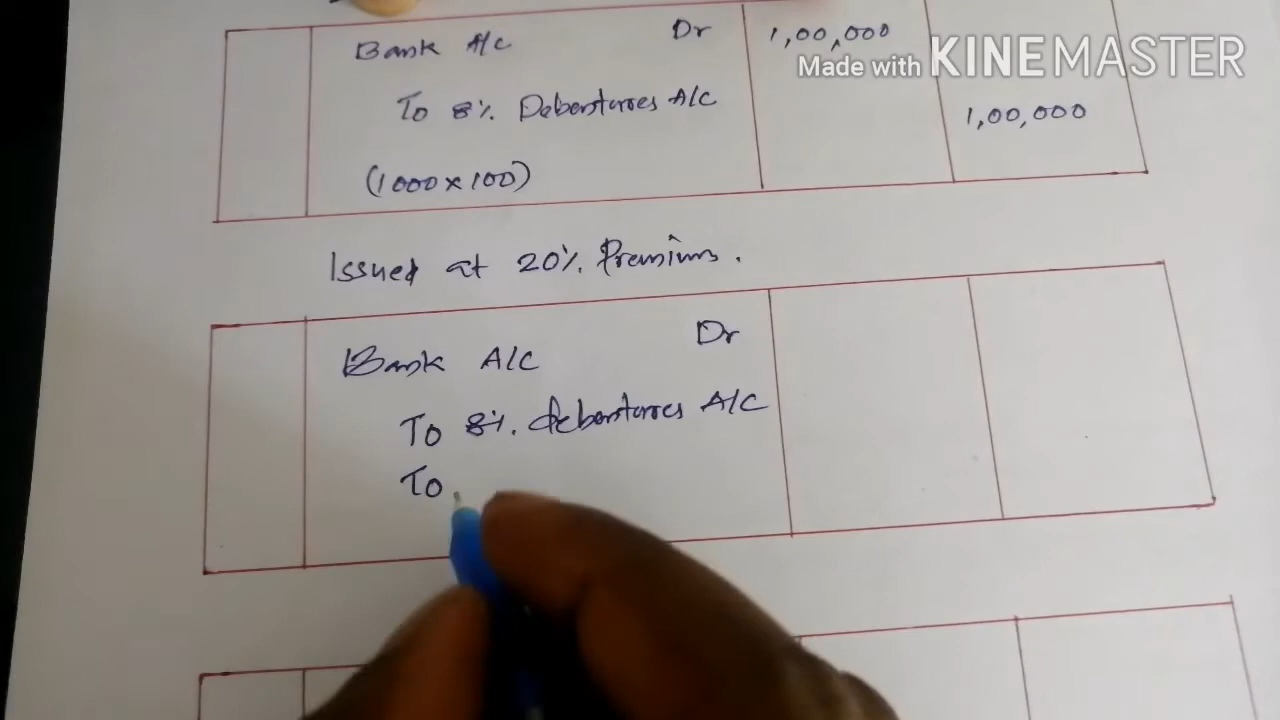 Bank A/c Dr 1,00,000
Made with KINEMASTER
To 8% Debentures A/C 1,00,000
(1000 x 100)
Issued at 20% Premium.
Bank A/C Dr
To 8%. debentures A/C
To